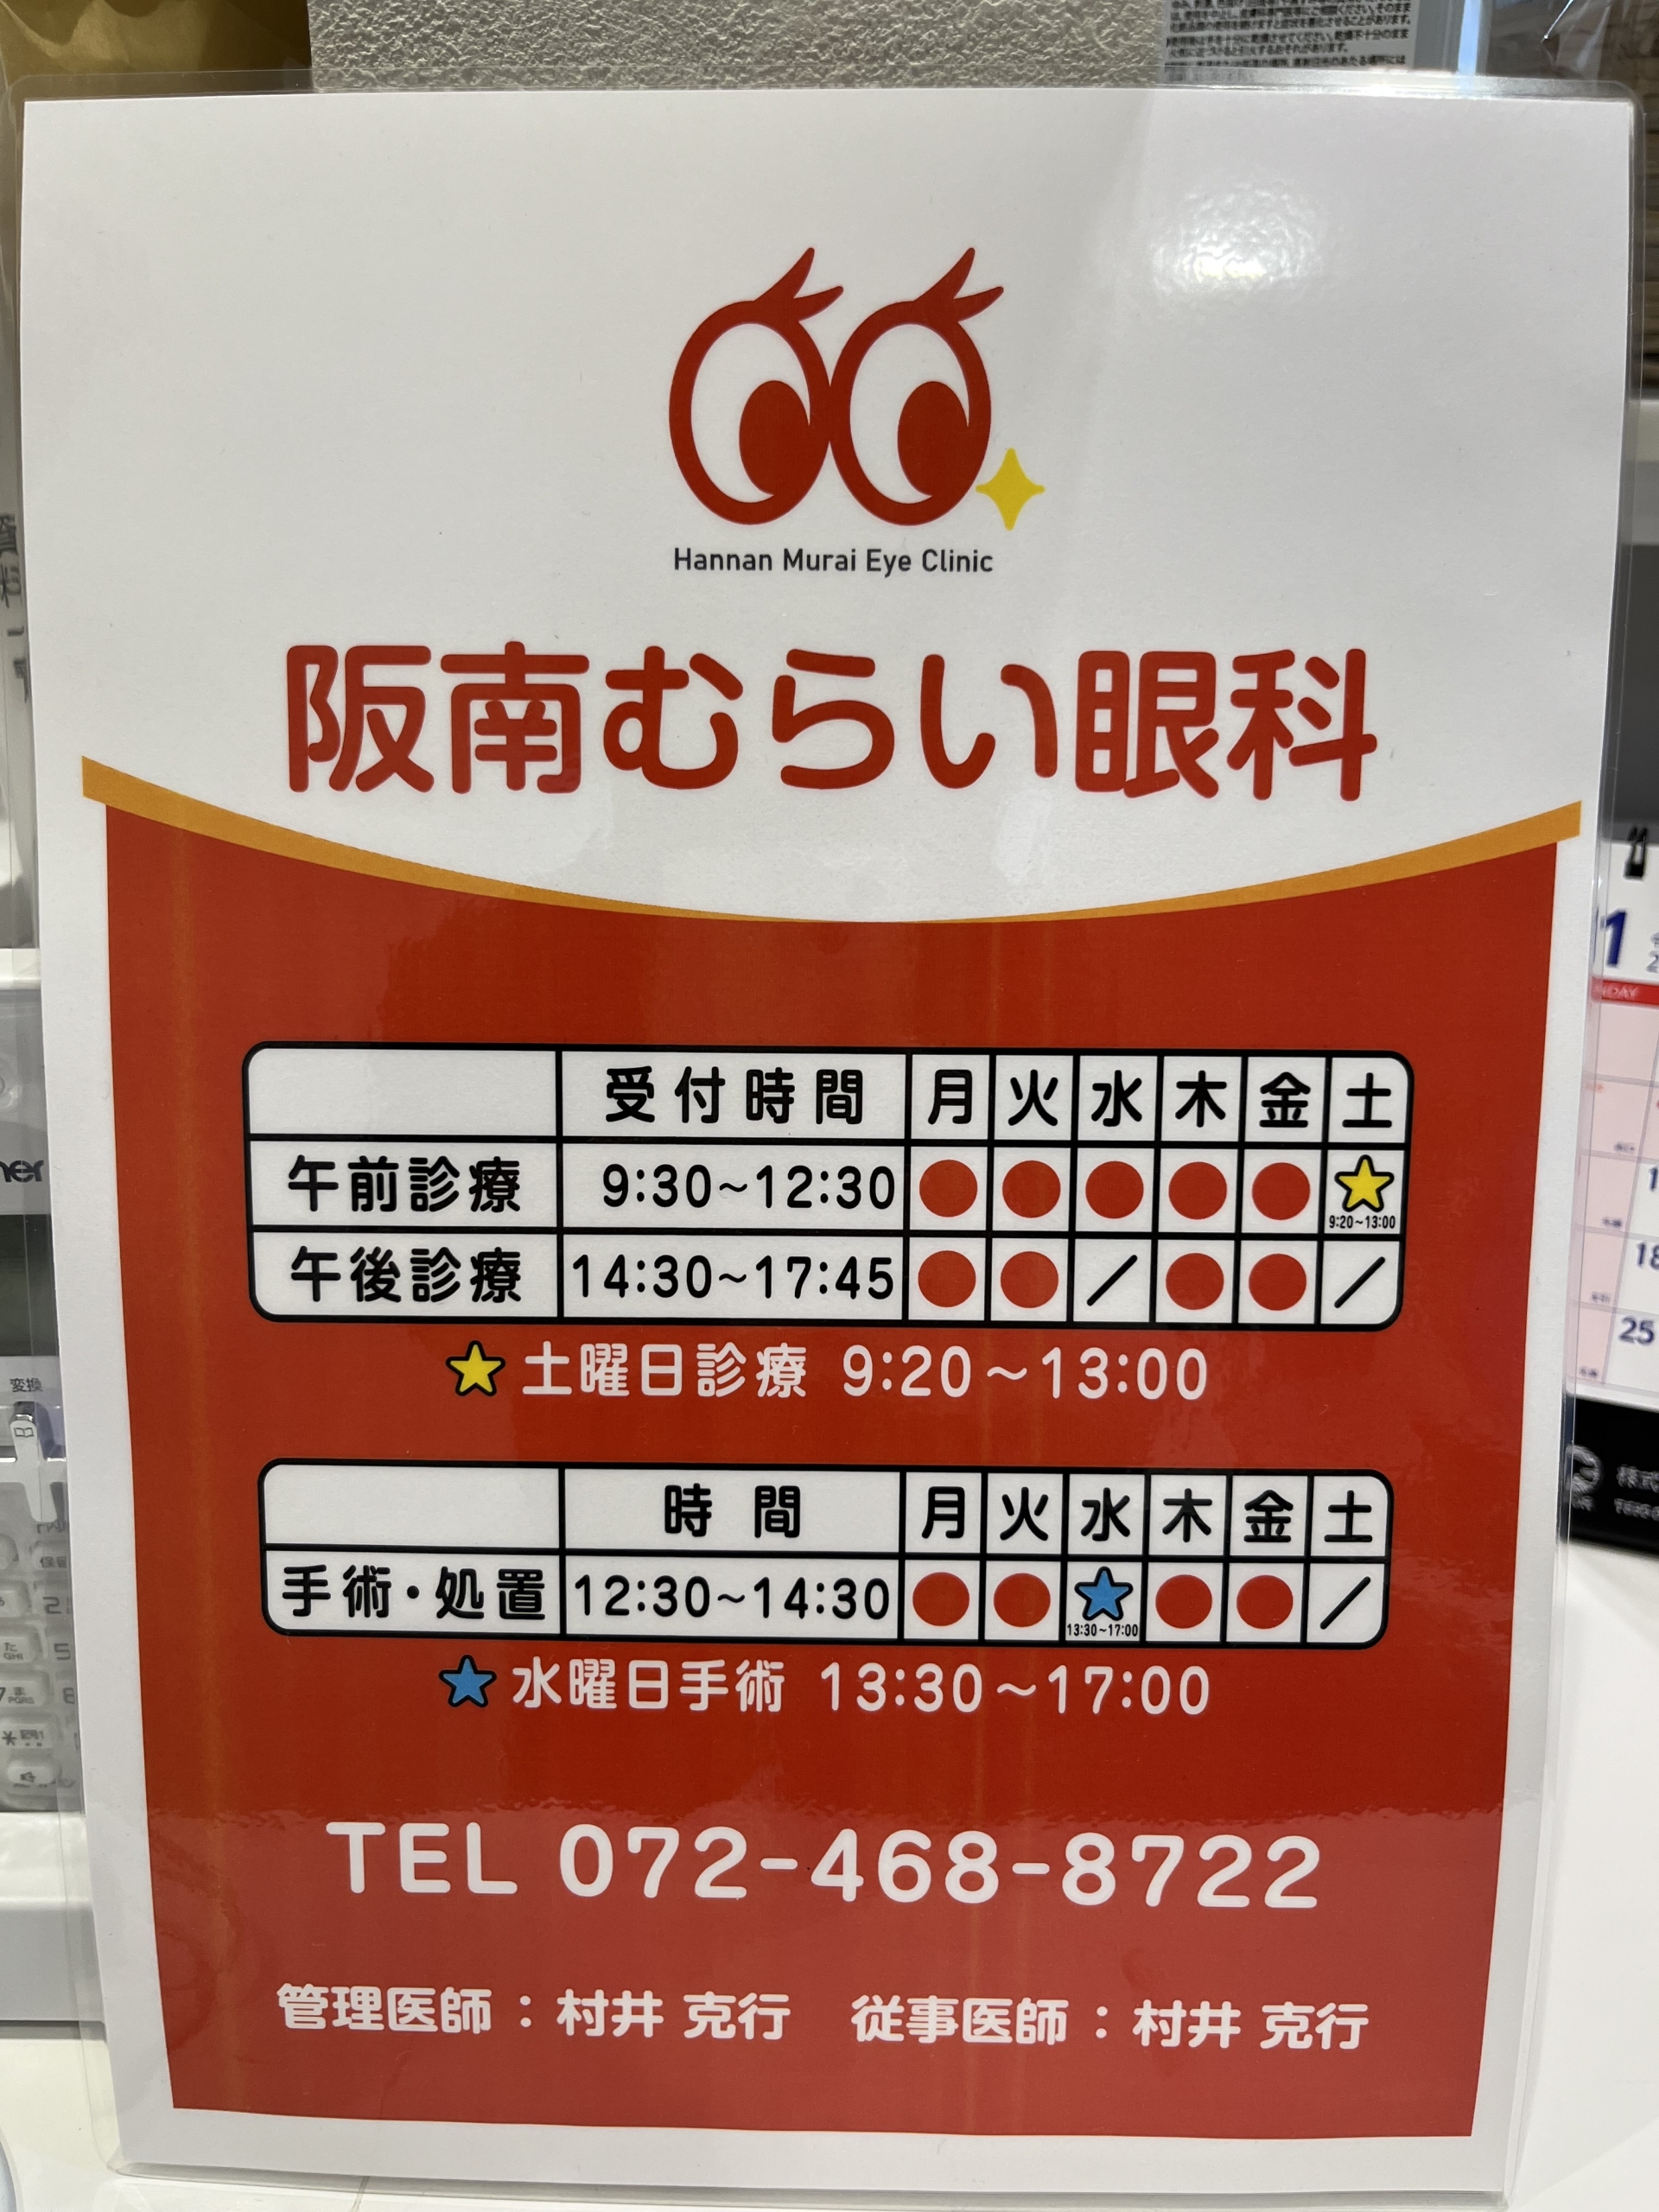 Hannan Murai Eye Clinic
阪南むらい眼科
受付時間 月 火 水 木 金 土
午前診療 9:30~12:30 ● ● ● ● ● ★
9:20~13:00
午後診療 14:30~17:45 ● ● ／ ● ● ／
★土曜日診療 9:20~13:00
時間 月 火 水 木 金 土
手術・処置 12:30~14:30 ● ● ★ ● ● ／
13:30~17:00
★水曜日手術 13:30~17:00
TEL 072-468-8722
管理医師：村井 克行 従事医師：村井 克行
変換
25